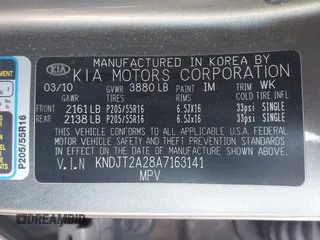 KIA
MANUFACTURED IN KOREA BY
KIA MOTORS CORPORATION
03/10 GVWR 3880 LB PAINT IM TRIM WK
GAWR TIRES RIMS COLD TIRE INFL
FRONT 2161 LB P205/55R16 6.5JX16 33psi SINGLE
REAR 2138 LB P205/55R16 6.5JX16 33psi SINGLE
THIS VEHICLE CONFORMS TO ALL APPLICABLE U.S. FEDERAL
MOTOR VEHICLE SAFETY, BUMPER, AND THEFT PREVENTION
STANDARDS IN EFFECT ON THE DATE OF MANUFACTURE SHOWN
ABOVE.
V.I.N KNDJT2A28A7163141
MPV
P205/55R16
DREAMBID